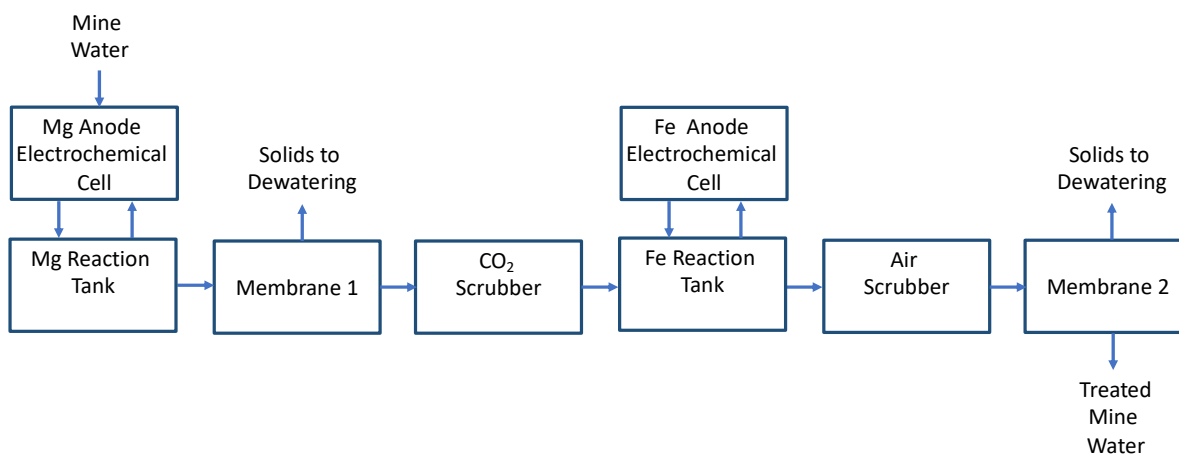 Mine
Water
Mg Anode
Electrochemical
Cell
Mg Reaction
Tank
Solids to
Dewatering
Membrane 1
CO₂
Scrubber
Fe Anode
Electrochemical
Cell
Fe Reaction
Tank
Air
Scrubber
Solids to
Dewatering
Membrane 2
Treated
Mine
Water